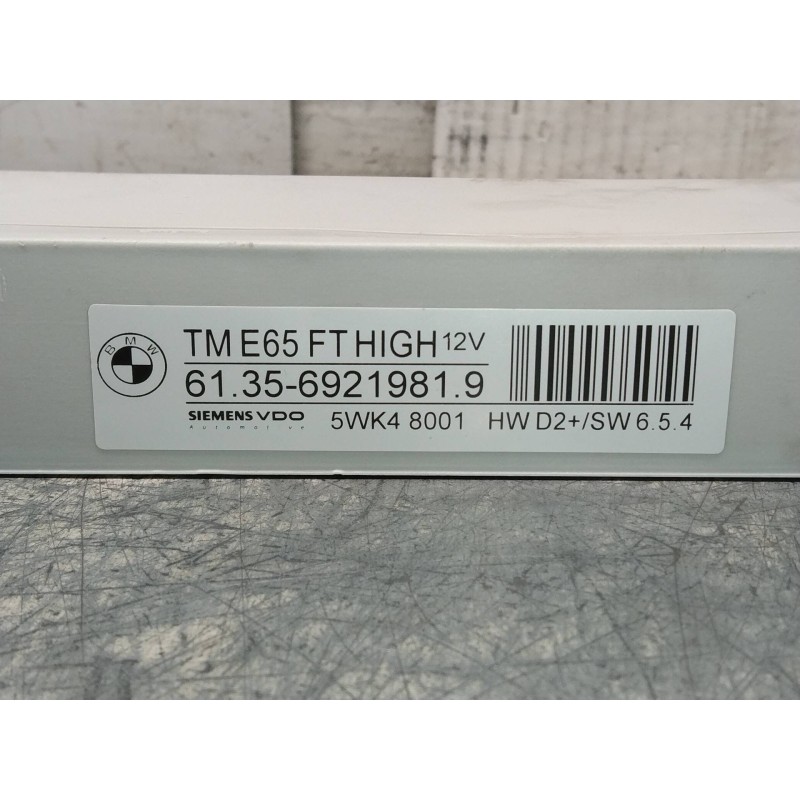 BMW
TM E65 FT HIGH 12V
61.35-6921981.9
SIEMENS VDO
Automotive
5WK4 8001 HW D2+/SW 6.5.4